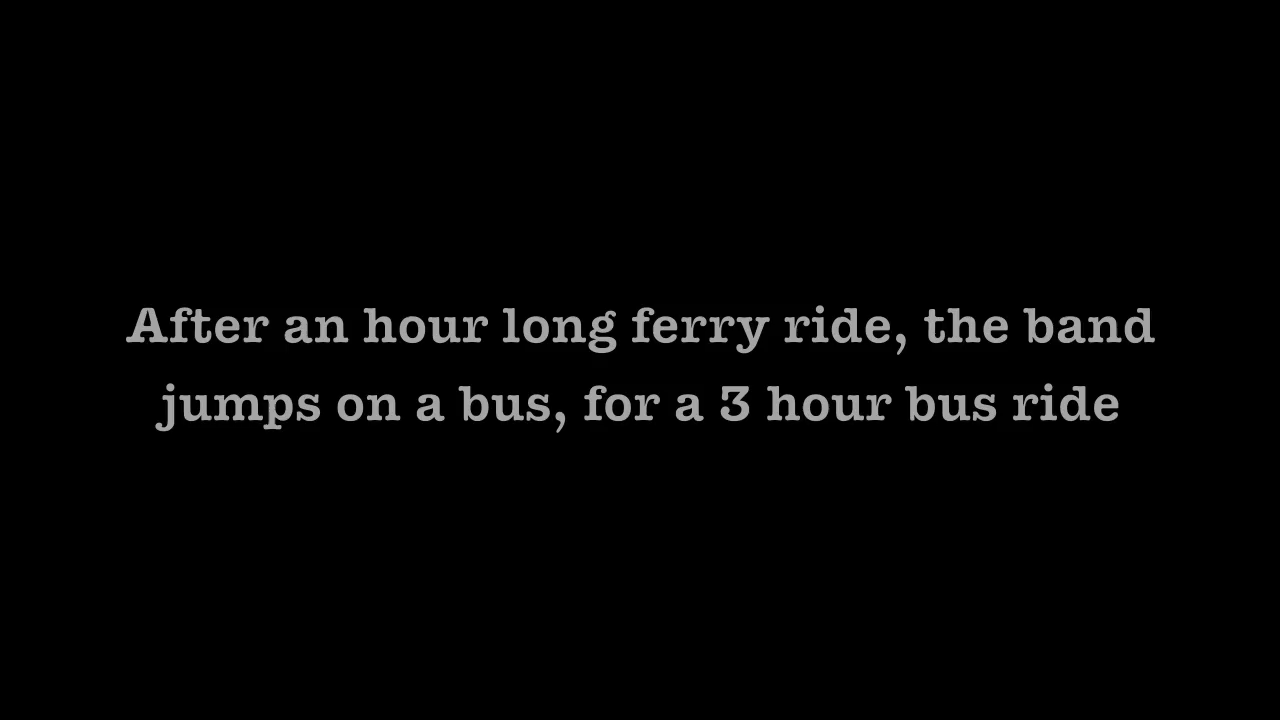 After an hour long ferry ride, the band
jumps on a bus, for a 3 hour bus ride